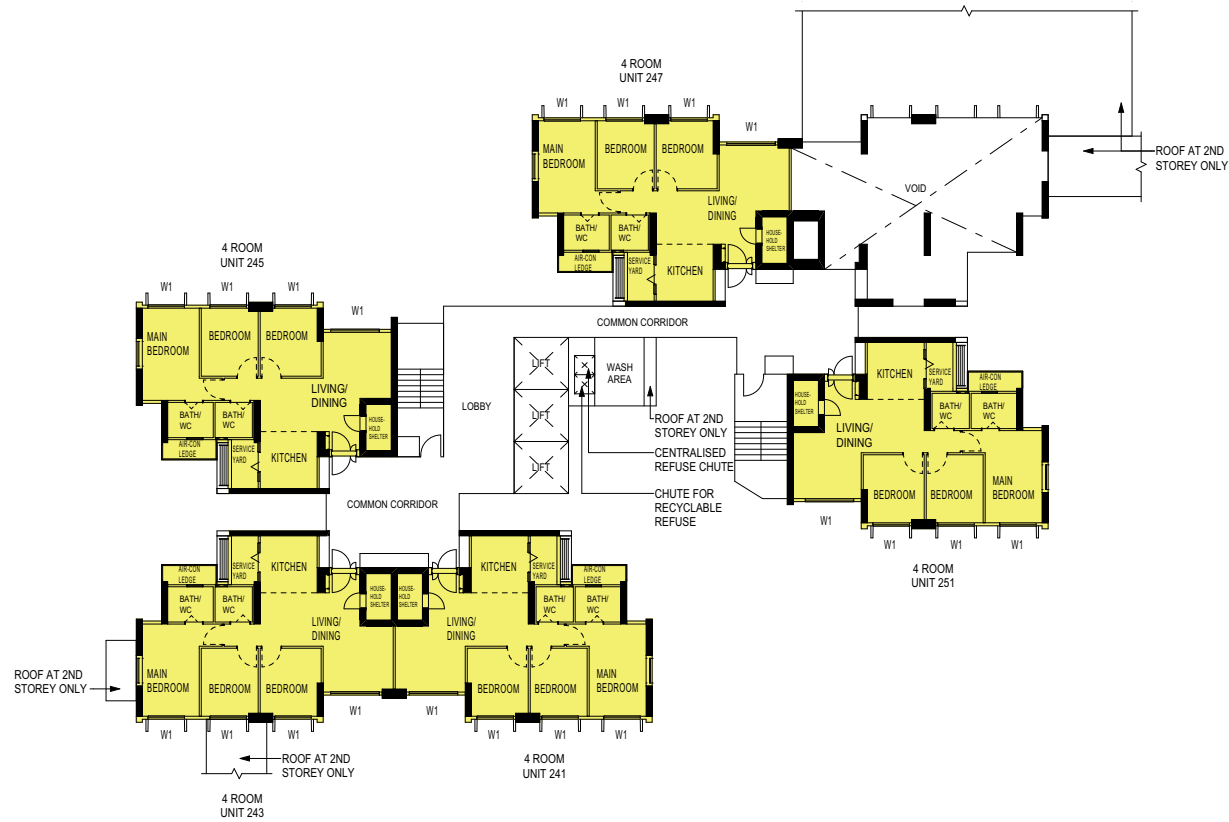 4 ROOM
UNIT 247
W1
W1
W1
W1
MAIN
BEDROOM
BEDROOM
BEDROOM
LIVING/
DINING
BATH/
WC
BATH/
WC
AIR-CON
LEDGE
SERVICE
YARD
KITCHEN
HOUSE-
HOLD
SHELTER
VOID
ROOF AT 2ND
STOREY ONLY
4 ROOM
UNIT 245
W1
W1
W1
W1
MAIN
BEDROOM
BEDROOM
BEDROOM
LIVING/
DINING
BATH/
WC
BATH/
WC
AIR-CON
LEDGE
SERVICE
YARD
KITCHEN
HOUSE-
HOLD
SHELTER
COMMON CORRIDOR
LOBBY
LIFT
LIFT
LIFT
WASH
AREA
ROOF AT 2ND
STOREY ONLY
CENTRALISED
REFUSE CHUTE
CHUTE FOR
RECYCLABLE
REFUSE
KITCHEN
SERVICE
YARD
AIR-CON
LEDGE
HOUSE-
HOLD
SHELTER
BATH/
WC
BATH/
WC
LIVING/
DINING
BEDROOM
BEDROOM
MAIN
BEDROOM
W1
W1
W1
W1
4 ROOM
UNIT 251
COMMON CORRIDOR
AIR-CON
LEDGE
SERVICE
YARD
KITCHEN
HOUSE-
HOLD
SHELTER
BATH/
WC
BATH/
WC
LIVING/
DINING
MAIN
BEDROOM
BEDROOM
BEDROOM
W1
W1
W1
W1
ROOF AT 2ND
STOREY ONLY
ROOF AT 2ND
STOREY ONLY
4 ROOM
UNIT 243
HOUSE-
HOLD
SHELTER
KITCHEN
SERVICE
YARD
AIR-CON
LEDGE
BATH/
WC
BATH/
WC
LIVING/
DINING
BEDROOM
BEDROOM
MAIN
BEDROOM
W1
W1
W1
W1
4 ROOM
UNIT 241